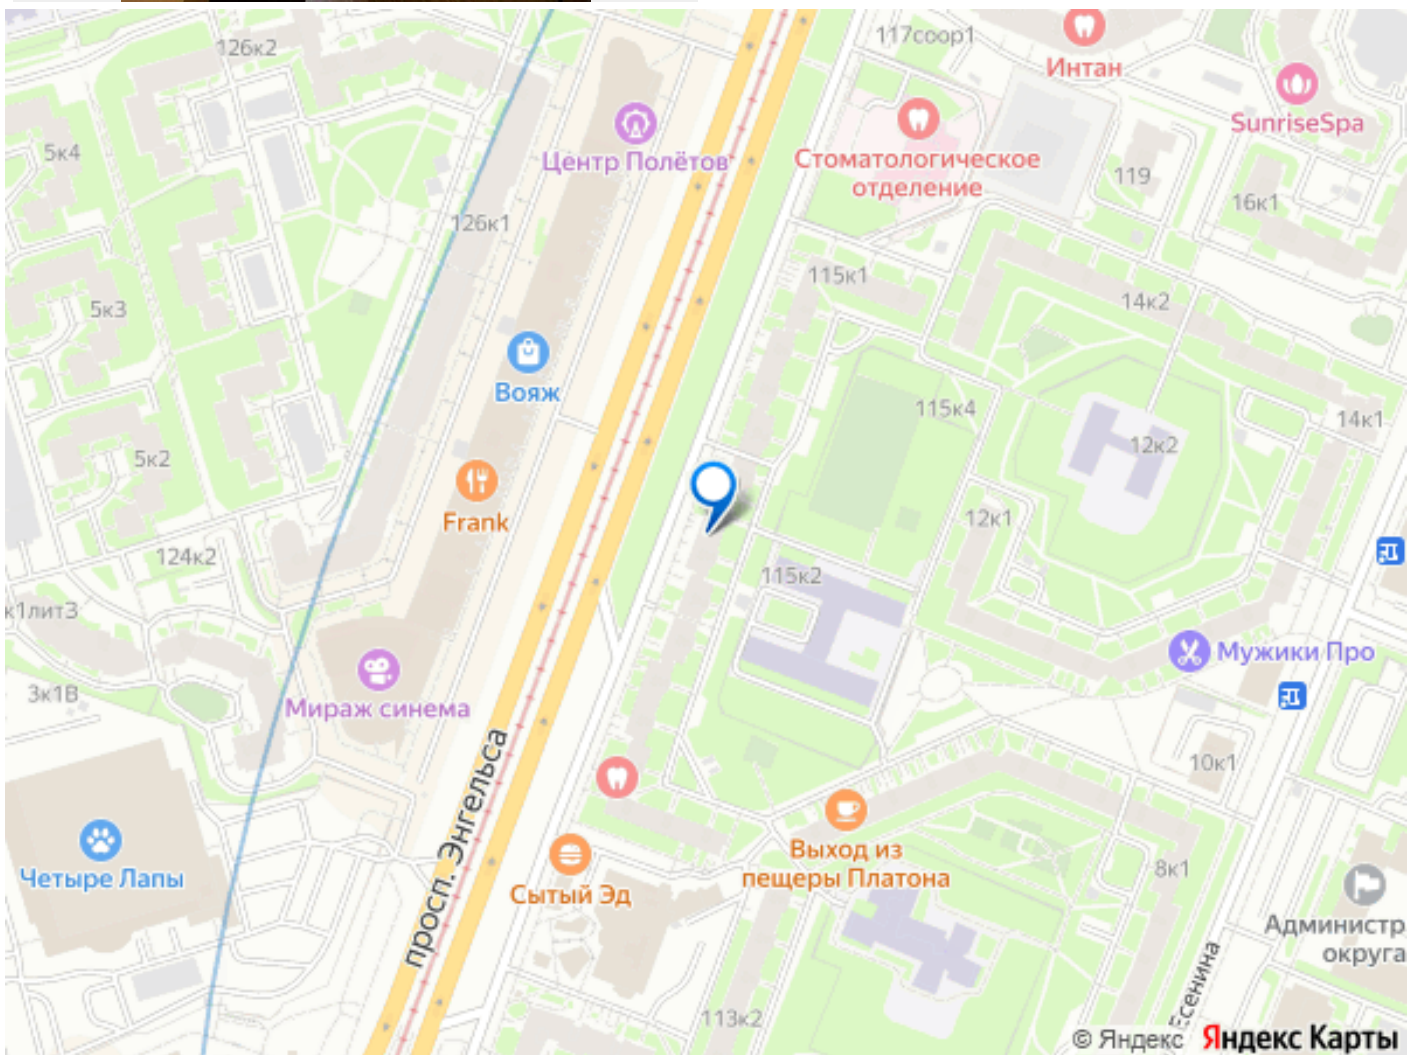 126к2
117соор1
Интан
SunriseSpa
5к4
Центр Полётов
Стоматологическое
отделение
119
16к1
126к1
115к1
14к2
5к3
Вояж
115к4
14к1
12к2
5к2
Frank
12к1
124к2
115к2
к1лит3
Мужики Про
3к1В
Мираж синема
просп. Энгельса
10к1
Четыре Лапы
Сытый Эд
Выход из
пещеры Платона
8к1
Администр
округа
Есенина
113к2
© Яндекс Яндекс Карты